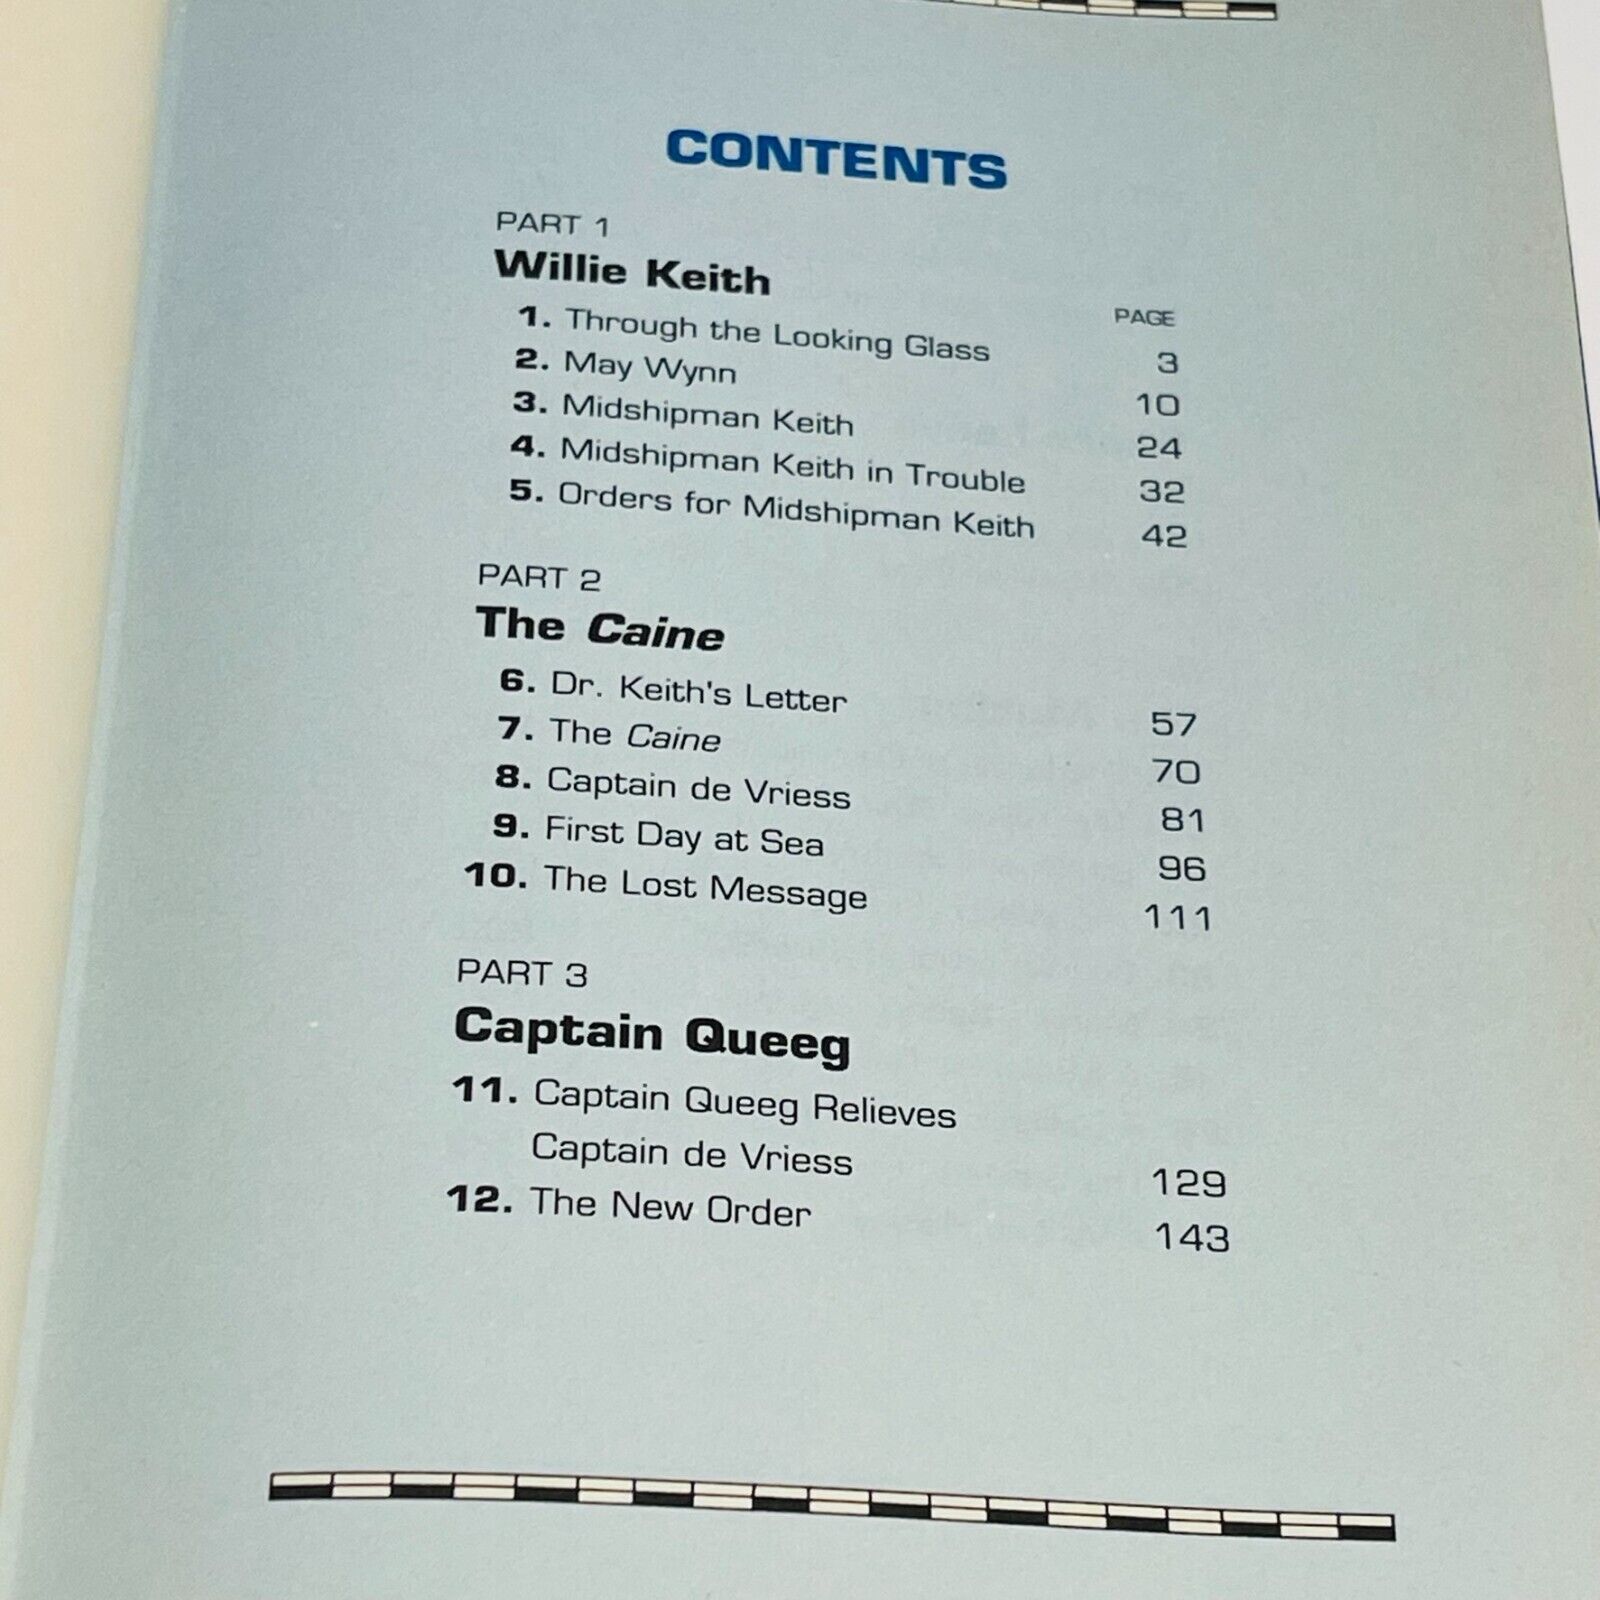 CONTENTS
PART 1
Willie Keith
PAGE
1. Through the Looking Glass 3
2. May Wynn 10
3. Midshipman Keith 24
4. Midshipman Keith in Trouble 32
5. Orders for Midshipman Keith 42
PART 2
The Caine
6. Dr. Keith's Letter 57
7. The Caine 70
8. Captain de Vriess 81
9. First Day at Sea 96
10. The Lost Message 111
PART 3
Captain Queeg
11. Captain Queeg Relieves
Captain de Vriess 129
12. The New Order 143